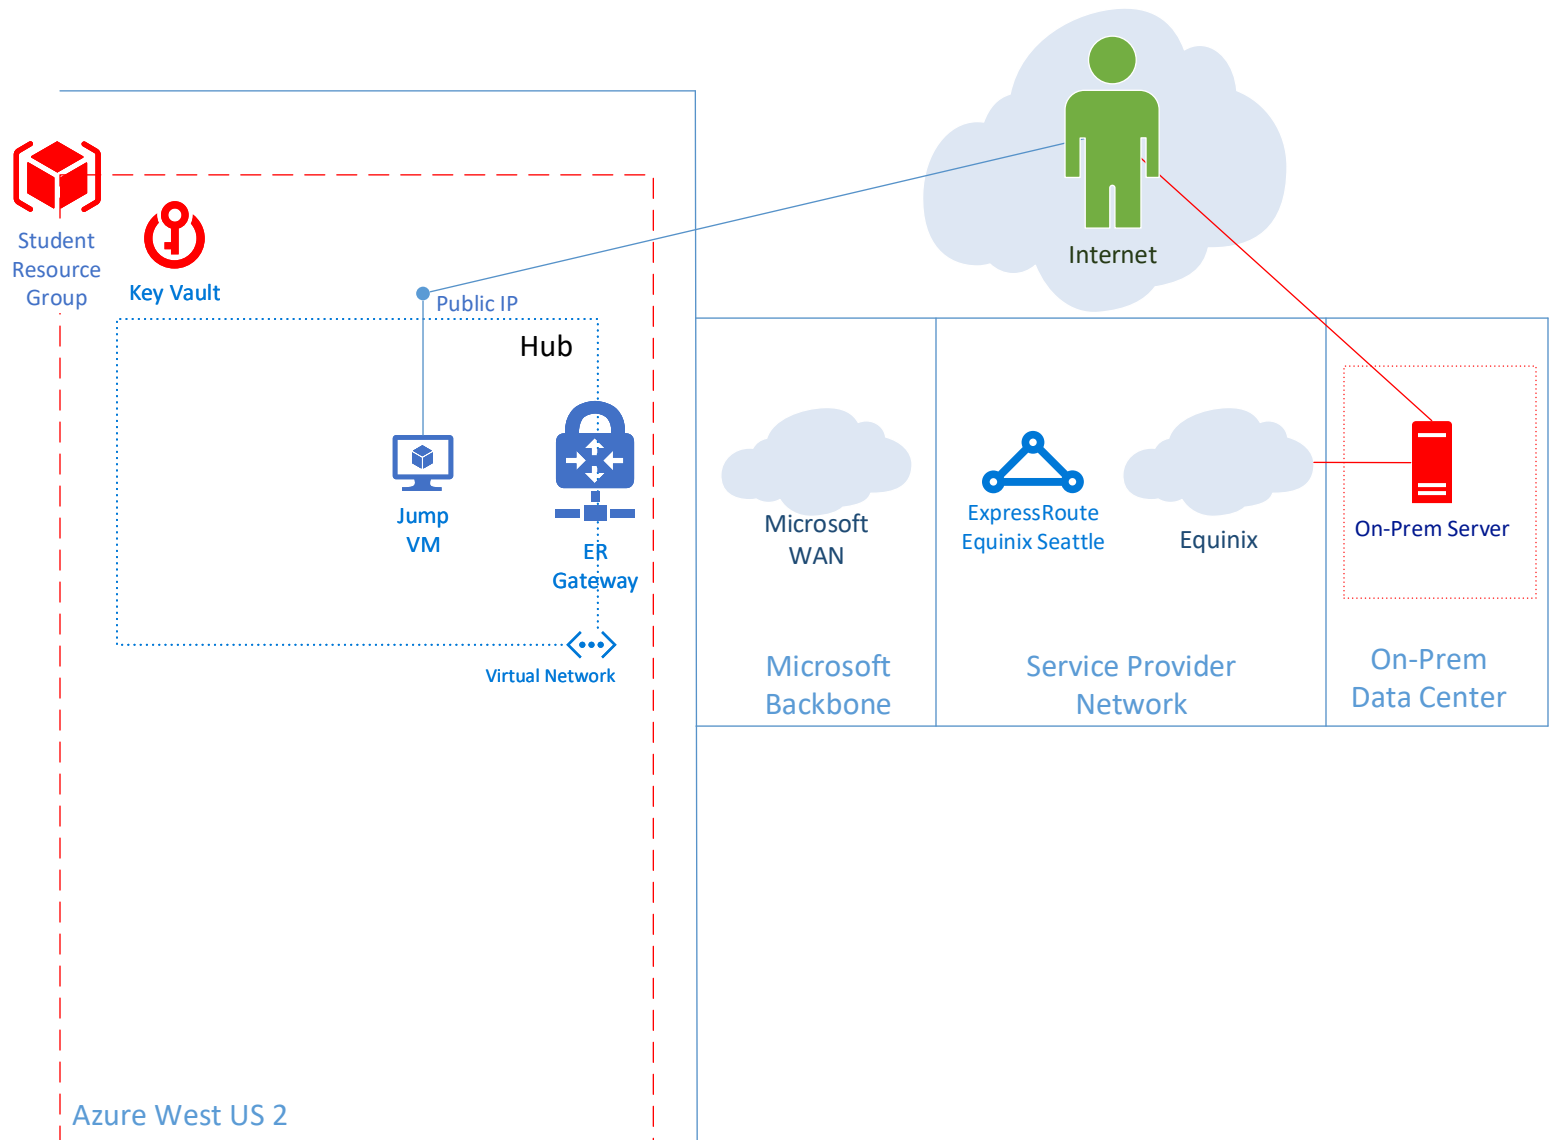 Internet
Student
Resource
Group
Key Vault
Public IP
Hub
Jump
VM
ER
Gateway
Virtual Network
Microsoft
WAN
ExpressRoute
Equinix Seattle
Equinix
On-Prem Server
Microsoft
Backbone
Service Provider
Network
On-Prem
Data Center
Azure West US 2